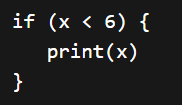 if (x < 6) {
   print(x)
}